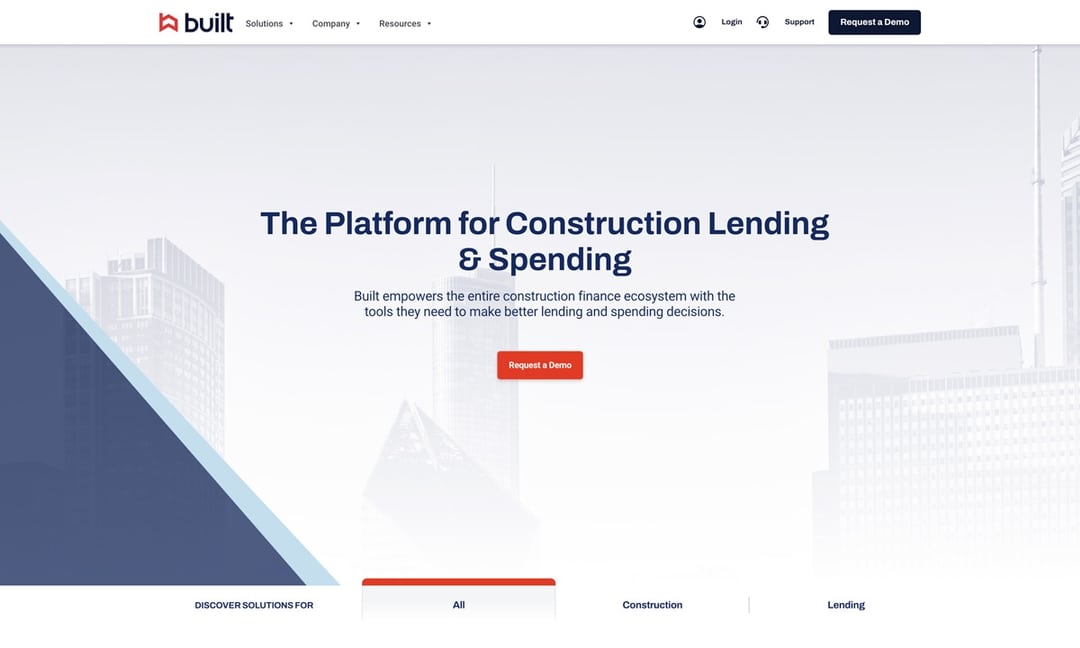 built Solutions Company Resources Login Support Request a Demo
The Platform for Construction Lending
& Spending
Built empowers the entire construction finance ecosystem with the
tools they need to make better lending and spending decisions.
Request a Demo
DISCOVER SOLUTIONS FOR All Construction Lending